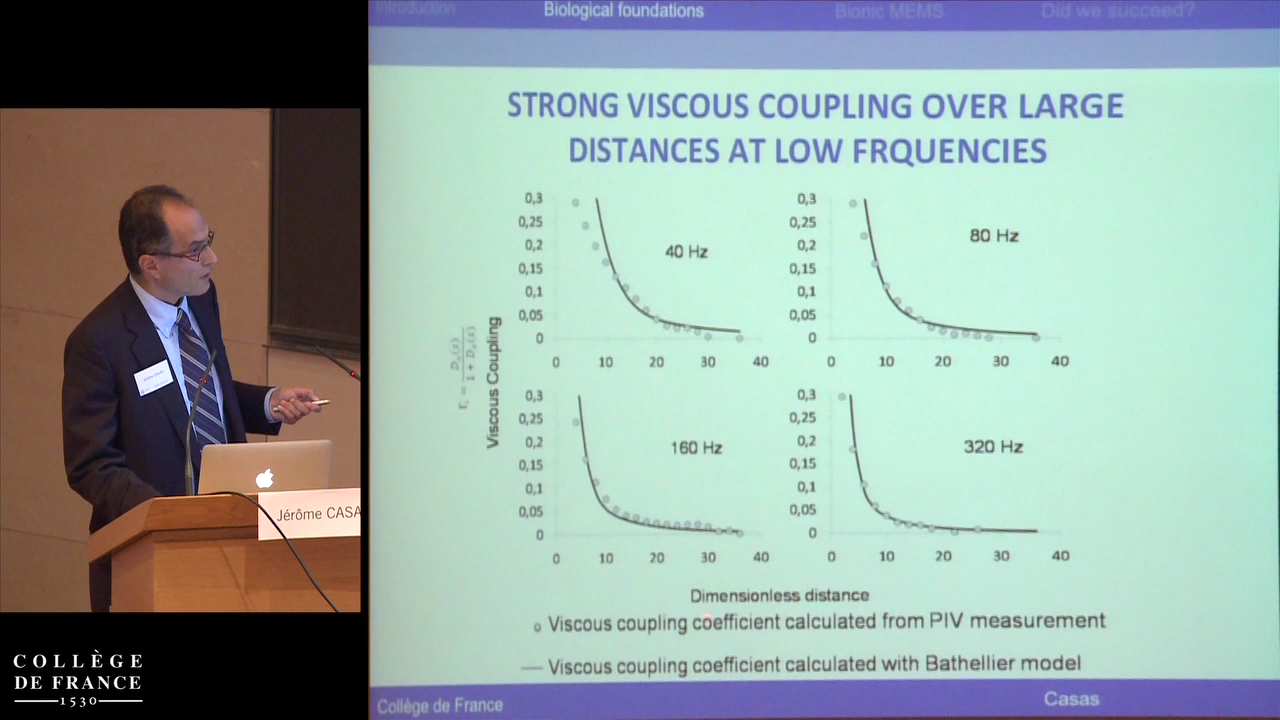 Introduction
Biological foundations
Bionic MEMS
Did we succeed?
STRONG VISCOUS COUPLING OVER LARGE
DISTANCES AT LOW FRQUENCIES
0,3
0,25
0,2
0,15
0,1
0,05
0
40 Hz
0 10 20 30 40
0,3
0,25
0,2
0,15
0,1
0,05
0
80 Hz
0 10 20 30 40
Viscous Coupling
0,3
0,25
0,2
0,15
0,1
0,05
0
160 Hz
0 10 20 30 40
0,3
0,25
0,2
0,15
0,1
0,05
0
320 Hz
0 10 20 30 40
Dimensionless distance
Viscous coupling coefficient calculated from PIV measurement
Viscous coupling coefficient calculated with Bathellier model
Collège de France
Casas
Jérôme CASA
COLLÈGE
DE FRANCE
1530